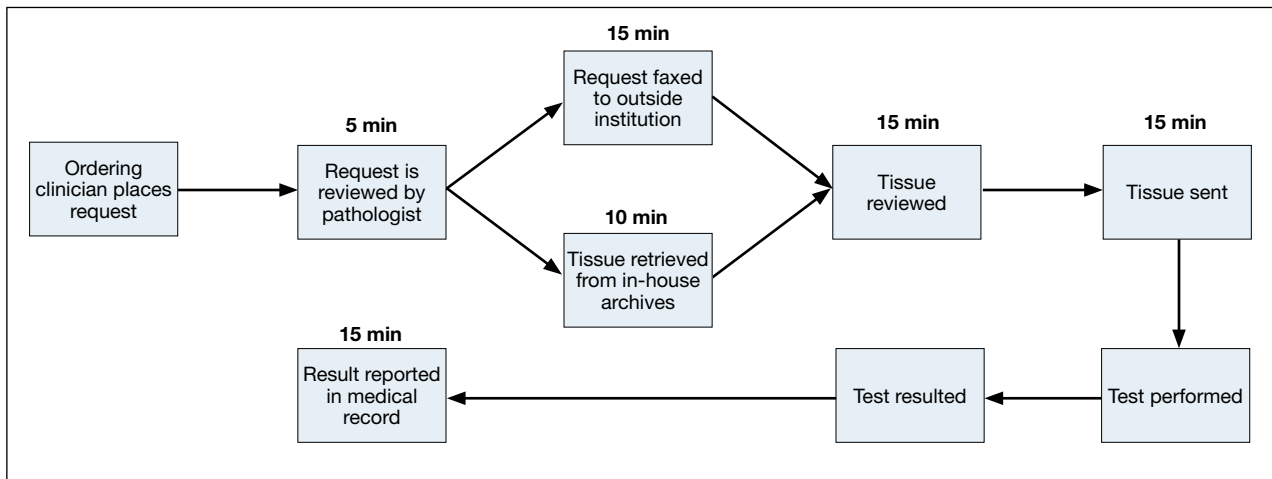 Ordering
clinician places
request
5 min
Request is
reviewed by
pathologist
15 min
Request faxed
to outside
institution
10 min
Tissue retrieved
from in-house
archives
15 min
Tissue
reviewed
15 min
Tissue sent
Test performed
Test resulted
15 min
Result reported
in medical
record